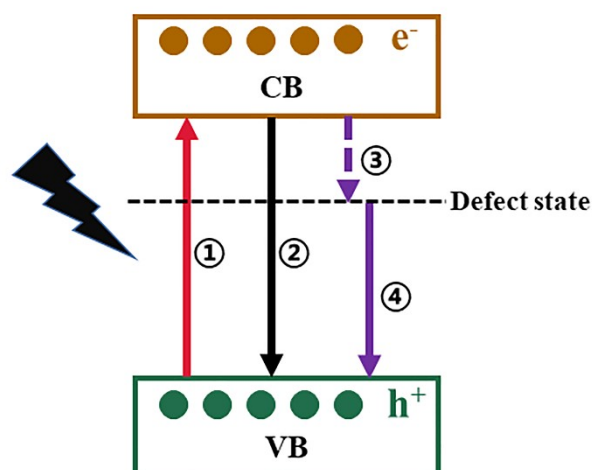 e⁻
CB
③
Defect state
① ②
④
h⁺
VB